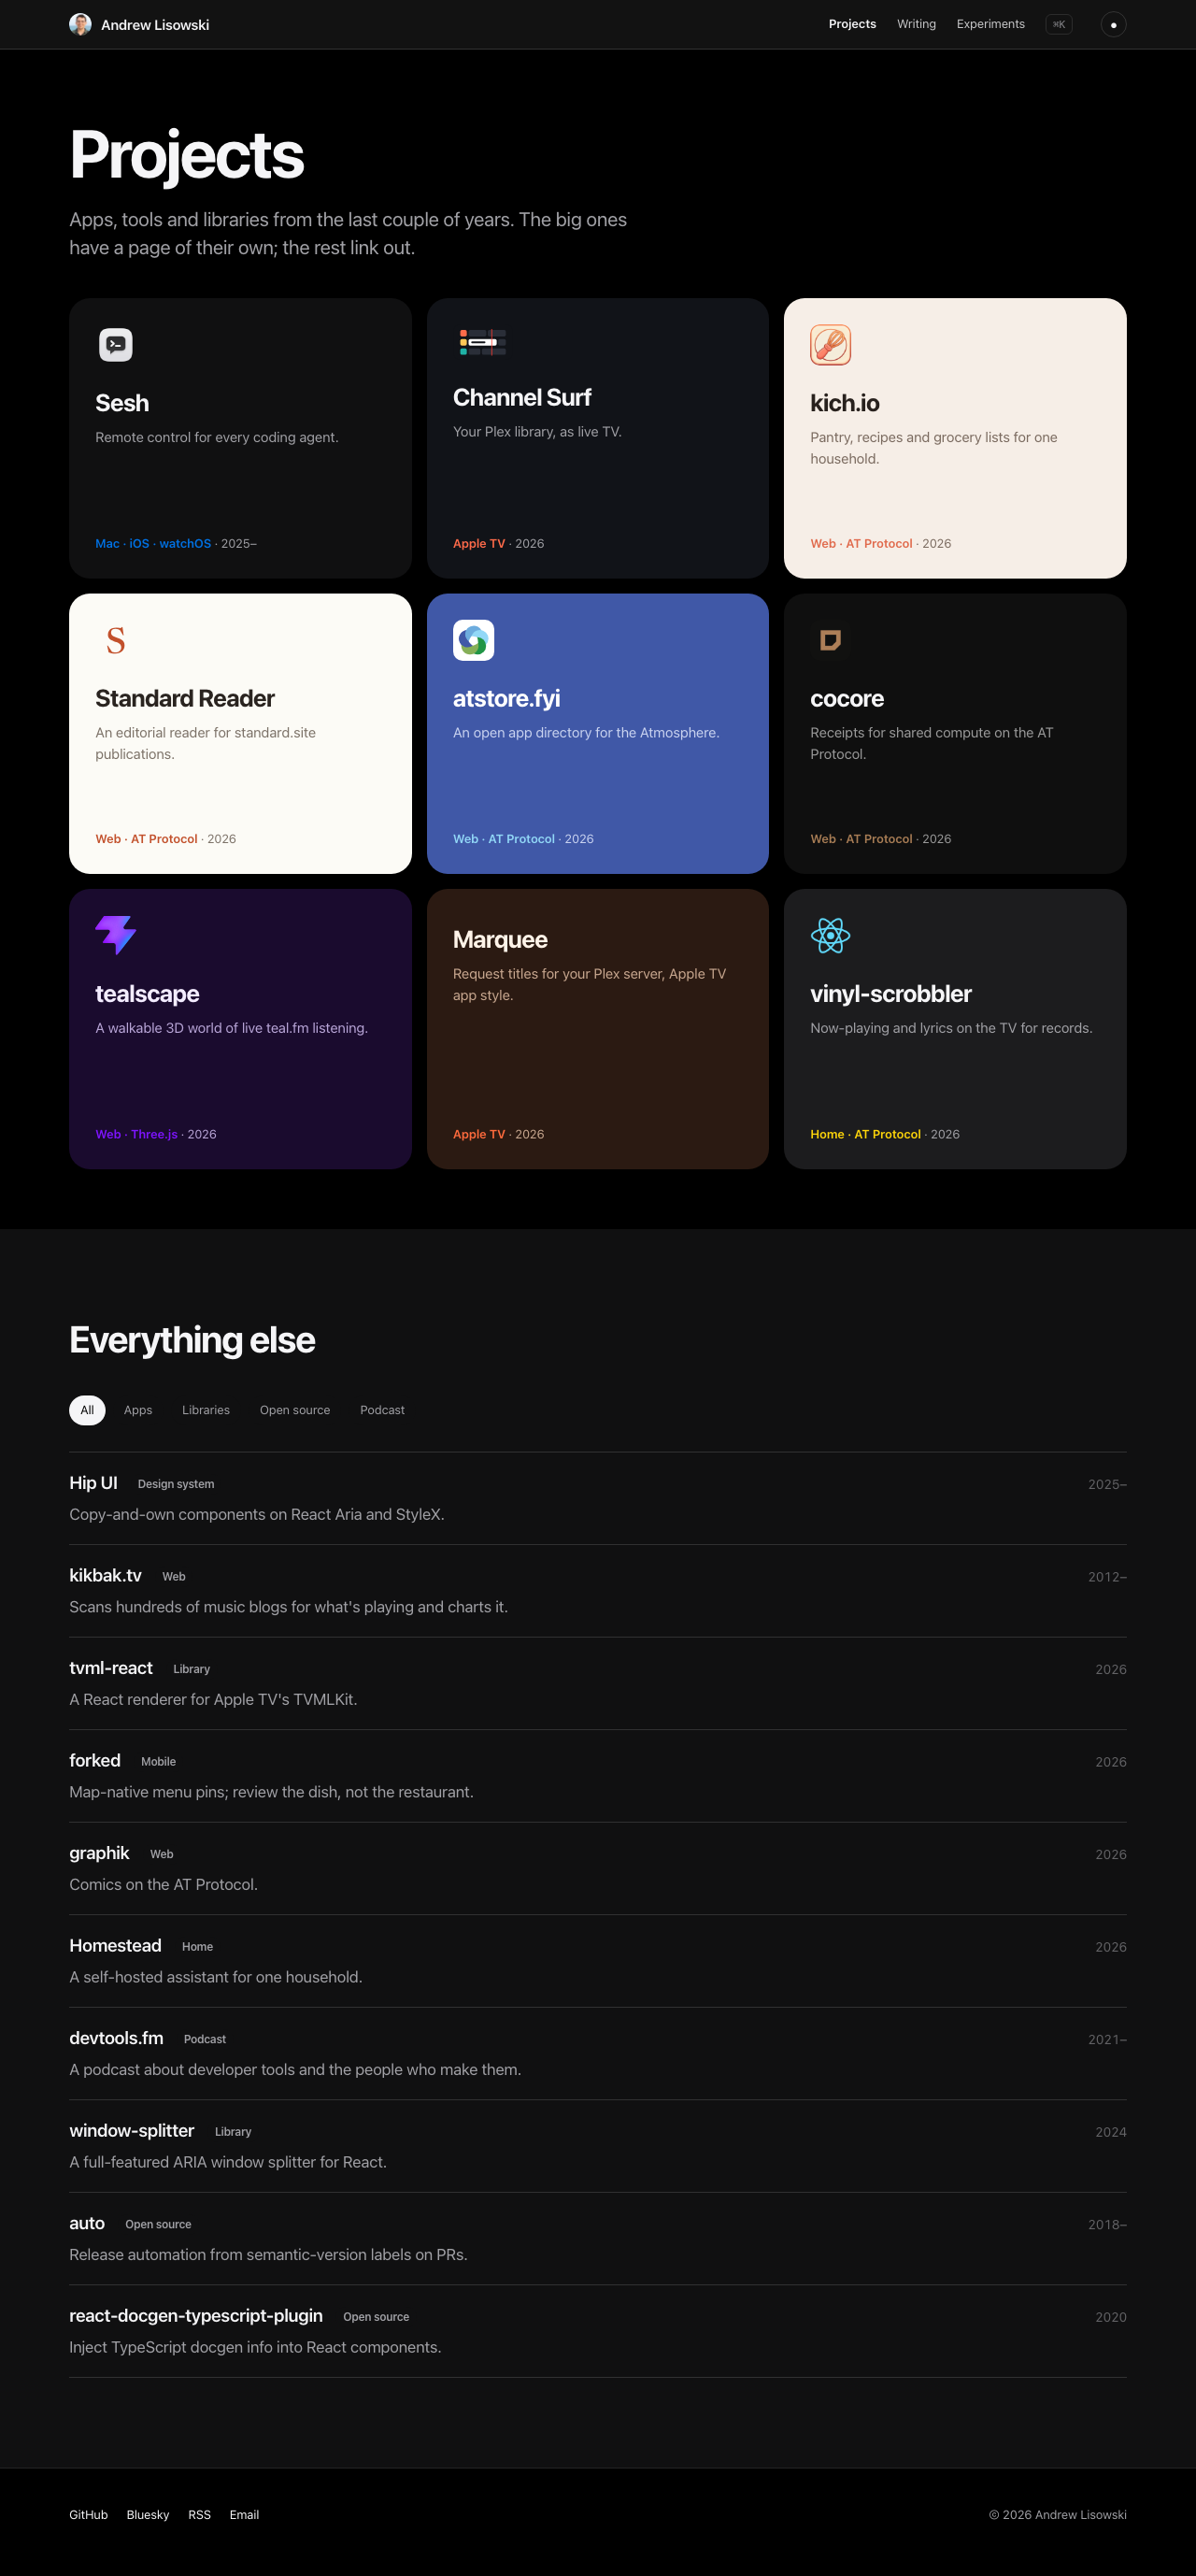 Andrew Lisowski
Projects
Writing
Experiments
⌘K
Projects
Apps, tools and libraries from the last couple of years. The big ones
have a page of their own; the rest link out.
Sesh
Remote control for every coding agent.
Mac · iOS · watchOS · 2025–
Channel Surf
Your Plex library, as live TV.
Apple TV · 2026
kich.io
Pantry, recipes and grocery lists for one
household.
Web · AT Protocol · 2026
S
Standard Reader
An editorial reader for standard.site
publications.
Web · AT Protocol · 2026
atstore.fyi
An open app directory for the Atmosphere.
Web · AT Protocol · 2026
cocore
Receipts for shared compute on the AT
Protocol.
Web · AT Protocol · 2026
tealscape
A walkable 3D world of live teal.fm listening.
Web · Three.js · 2026
Marquee
Request titles for your Plex server, Apple TV
app style.
Apple TV · 2026
vinyl-scrobbler
Now-playing and lyrics on the TV for records.
Home · AT Protocol · 2026
Everything else
All
Apps
Libraries
Open source
Podcast
Hip UI Design system 2025–
Copy-and-own components on React Aria and StyleX.
kikbak.tv Web 2012–
Scans hundreds of music blogs for what's playing and charts it.
tvml-react Library 2026
A React renderer for Apple TV's TVMLKit.
forked Mobile 2026
Map-native menu pins; review the dish, not the restaurant.
graphik Web 2026
Comics on the AT Protocol.
Homestead Home 2026
A self-hosted assistant for one household.
devtools.fm Podcast 2021–
A podcast about developer tools and the people who make them.
window-splitter Library 2024
A full-featured ARIA window splitter for React.
auto Open source 2018–
Release automation from semantic-version labels on PRs.
react-docgen-typescript-plugin Open source 2020
Inject TypeScript docgen info into React components.
GitHub
Bluesky
RSS
Email
© 2026 Andrew Lisowski